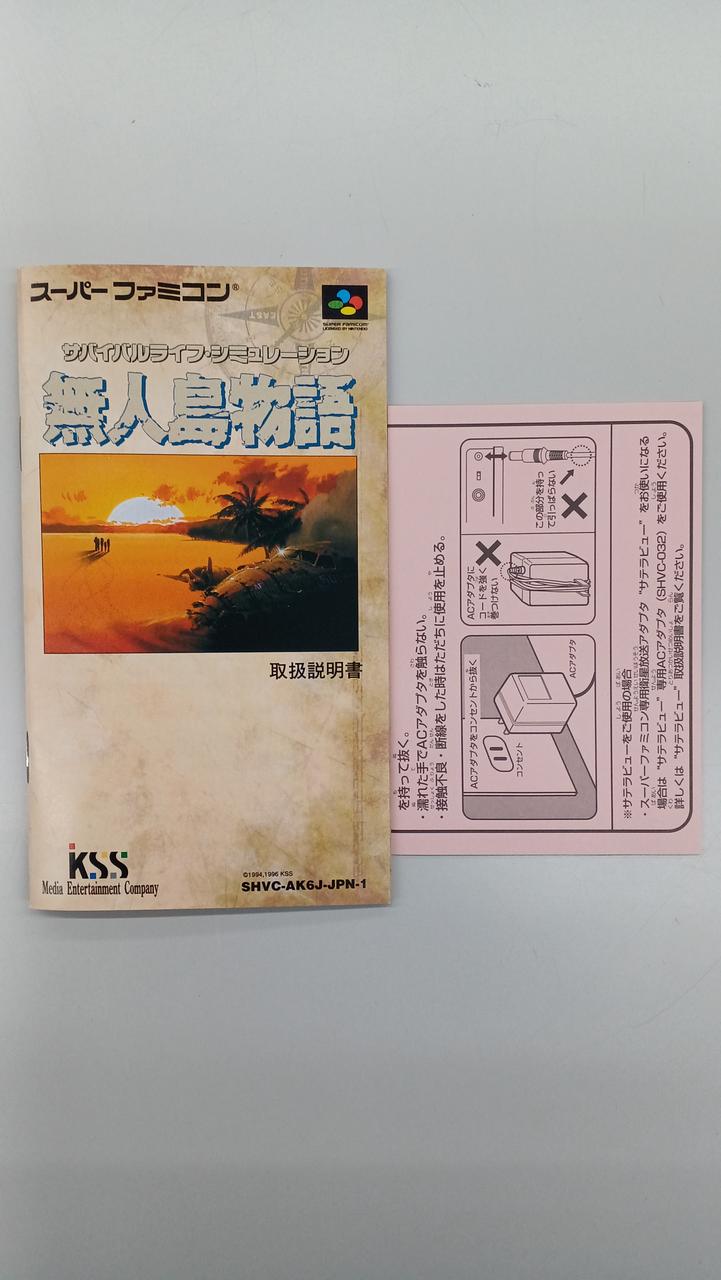 スーパーファミコン®
EAST
SUPER FAMICOM
LICENSED BY NINTENDO
サバイバルライフ・シミュレーション
無人島物語
取扱説明書
KSS
Media Entertainment Company
©1994,1996 KSS
SHVC-AK6J-JPN-1
を持って抜く。
・濡れた手でACアダプタを触らない。
・接触不良・断線をした時はただちに使用を止める。
ACアダプタをコンセントから抜く
コンセント
ACアダプタ
ACアダプタに
コードを強く
巻つけない
この部分を持っ
て引っぱらない
※サテラビューをご使用の場合
・スーパーファミコン専用衛星放送アダプタ“サテラビュー”をお使いになる
場合は“サテラビュー”専用ACアダプタ（SHVC-032）をご使用ください。
詳しくは“サテラビュー”取扱説明書をご覧ください。